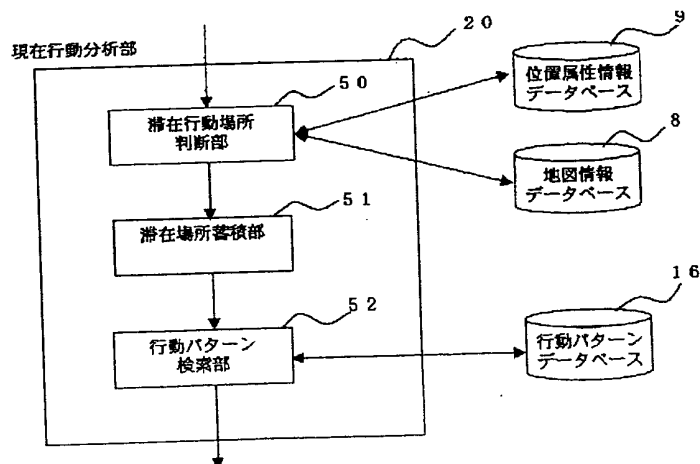 現在行動分析部
20
50
滞在行動場所
判断部
51
滞在場所蓄積部
52
行動パターン
検索部
9
位置属性情報
データベース
8
地図情報
データベース
16
行動パターン
データベース